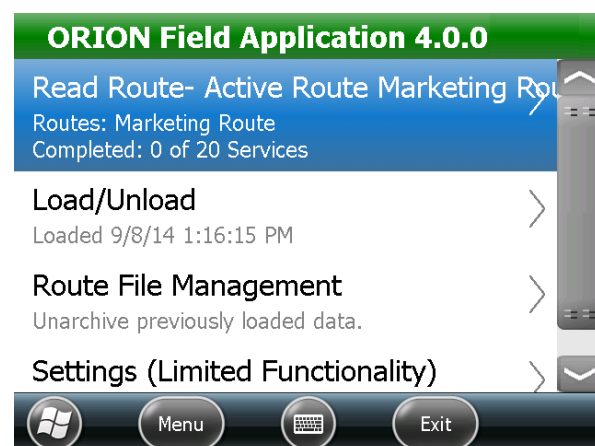 ORION Field Application 4.0.0
Read Route- Active Route Marketing Rou
Routes: Marketing Route
Completed: 0 of 20 Services
Load/Unload
Loaded 9/8/14 1:16:15 PM
Route File Management
Unarchive previously loaded data.
Settings (Limited Functionality)
Menu
Exit